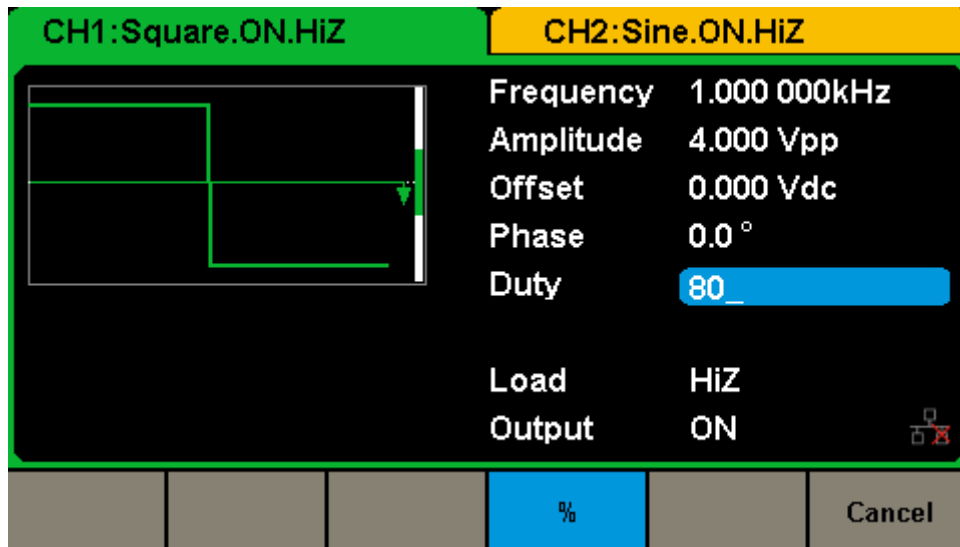 CH1:Square.ON.HiZ
CH2:Sine.ON.HiZ
Frequency 1.000 000kHz
Amplitude 4.000 Vpp
Offset 0.000 Vdc
Phase 0.0 °
Duty 80_
Load HiZ
Output ON
%
Cancel